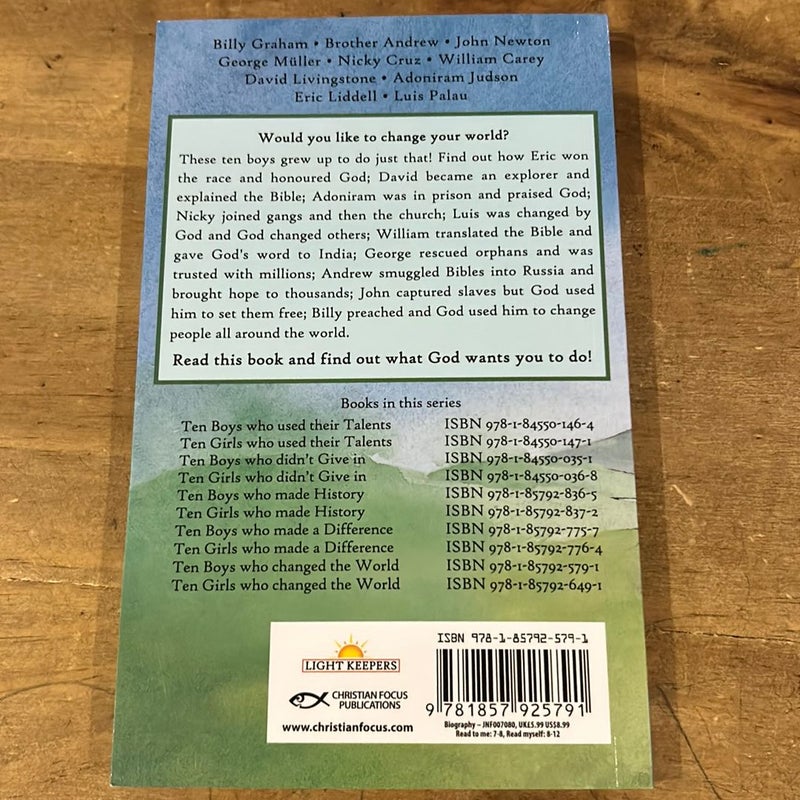 Billy Graham • Brother Andrew • John Newton
George Müller • Nicky Cruz • William Carey
David Livingstone • Adoniram Judson
Eric Liddell • Luis Palau
Would you like to change your world?
These ten boys grew up to do just that! Find out how Eric won
the race and honoured God; David became an explorer and
explained the Bible; Adoniram was in prison and praised God;
Nicky joined gangs and then the church; Luis was changed by
God and God changed others; William translated the Bible and
gave God's word to India; George rescued orphans and was
trusted with millions; Andrew smuggled Bibles into Russia and
brought hope to thousands; John captured slaves but God used
him to set them free; Billy preached and God used him to change
people all around the world.
Read this book and find out what God wants you to do!
Books in this series
Ten Boys who used their Talents ISBN 978-1-84550-146-4
Ten Girls who used their Talents ISBN 978-1-84550-147-1
Ten Boys who didn't Give in ISBN 978-1-84550-035-1
Ten Girls who didn't Give in ISBN 978-1-84550-036-8
Ten Boys who made History ISBN 978-1-85792-836-5
Ten Girls who made History ISBN 978-1-85792-837-2
Ten Boys who made a Difference ISBN 978-1-85792-775-7
Ten Girls who made a Difference ISBN 978-1-85792-776-4
Ten Boys who changed the World ISBN 978-1-85792-579-1
Ten Girls who changed the World ISBN 978-1-85792-649-1
LIGHT KEEPERS
CHRISTIAN FOCUS
PUBLICATIONS
www.christianfocus.com
ISBN 978-1-85792-579-1
9 781857 925791
Biography – JNF007080, UK£5.99 US$8.99
Read to me: 7-8, Read myself: 8-12